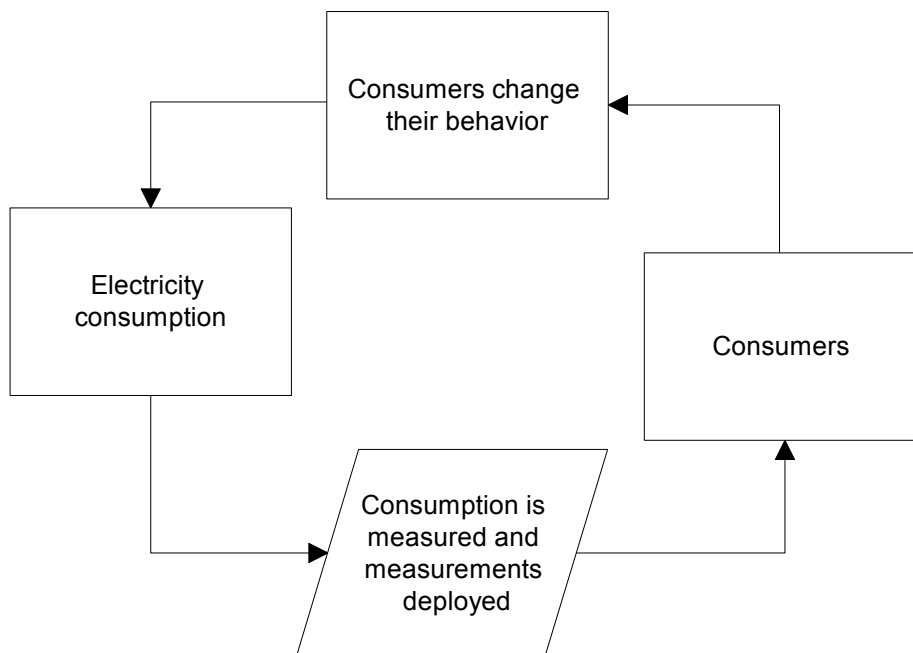 Consumers change
their behavior
Electricity
consumption
Consumers
Consumption is
measured and
measurements
deployed